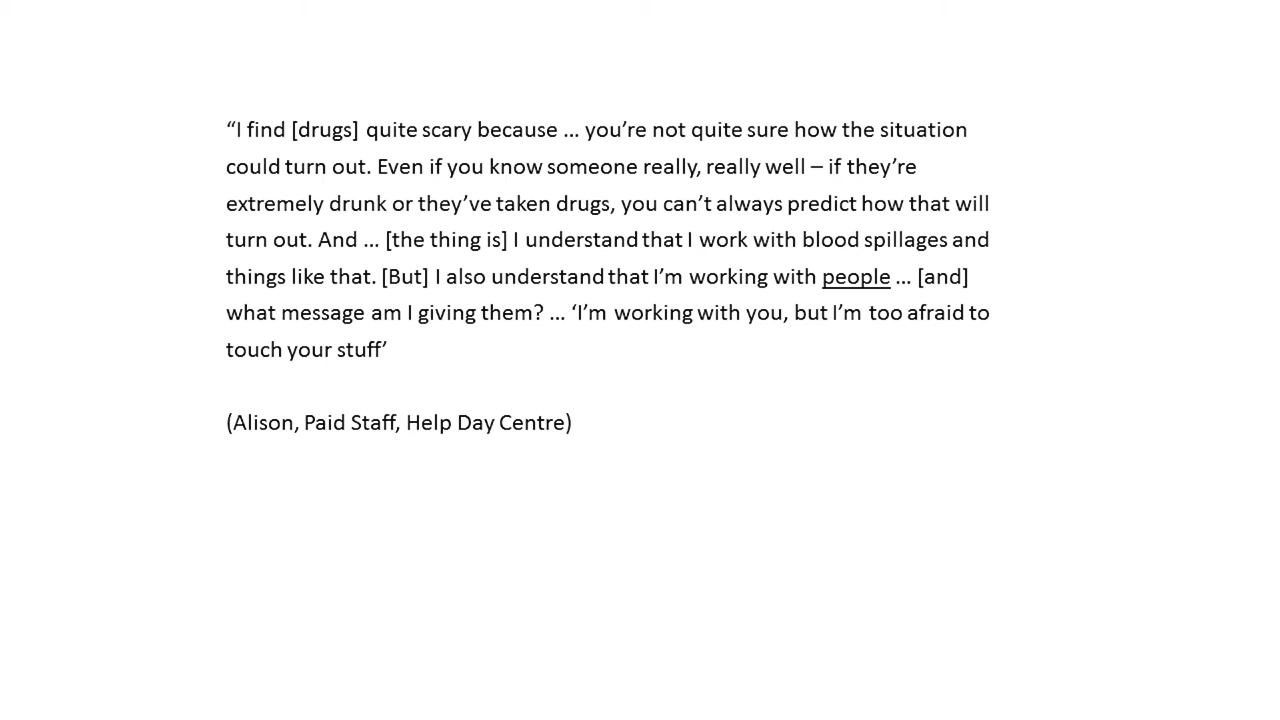 “I find [drugs] quite scary because … you’re not quite sure how the situation
could turn out. Even if you know someone really, really well – if they’re
extremely drunk or they’ve taken drugs, you can’t always predict how that will
turn out. And … [the thing is] I understand that I work with blood spillages and
things like that. [But] I also understand that I’m working with people … [and]
what message am I giving them? … ‘I’m working with you, but I’m too afraid to
touch your stuff’
(Alison, Paid Staff, Help Day Centre)